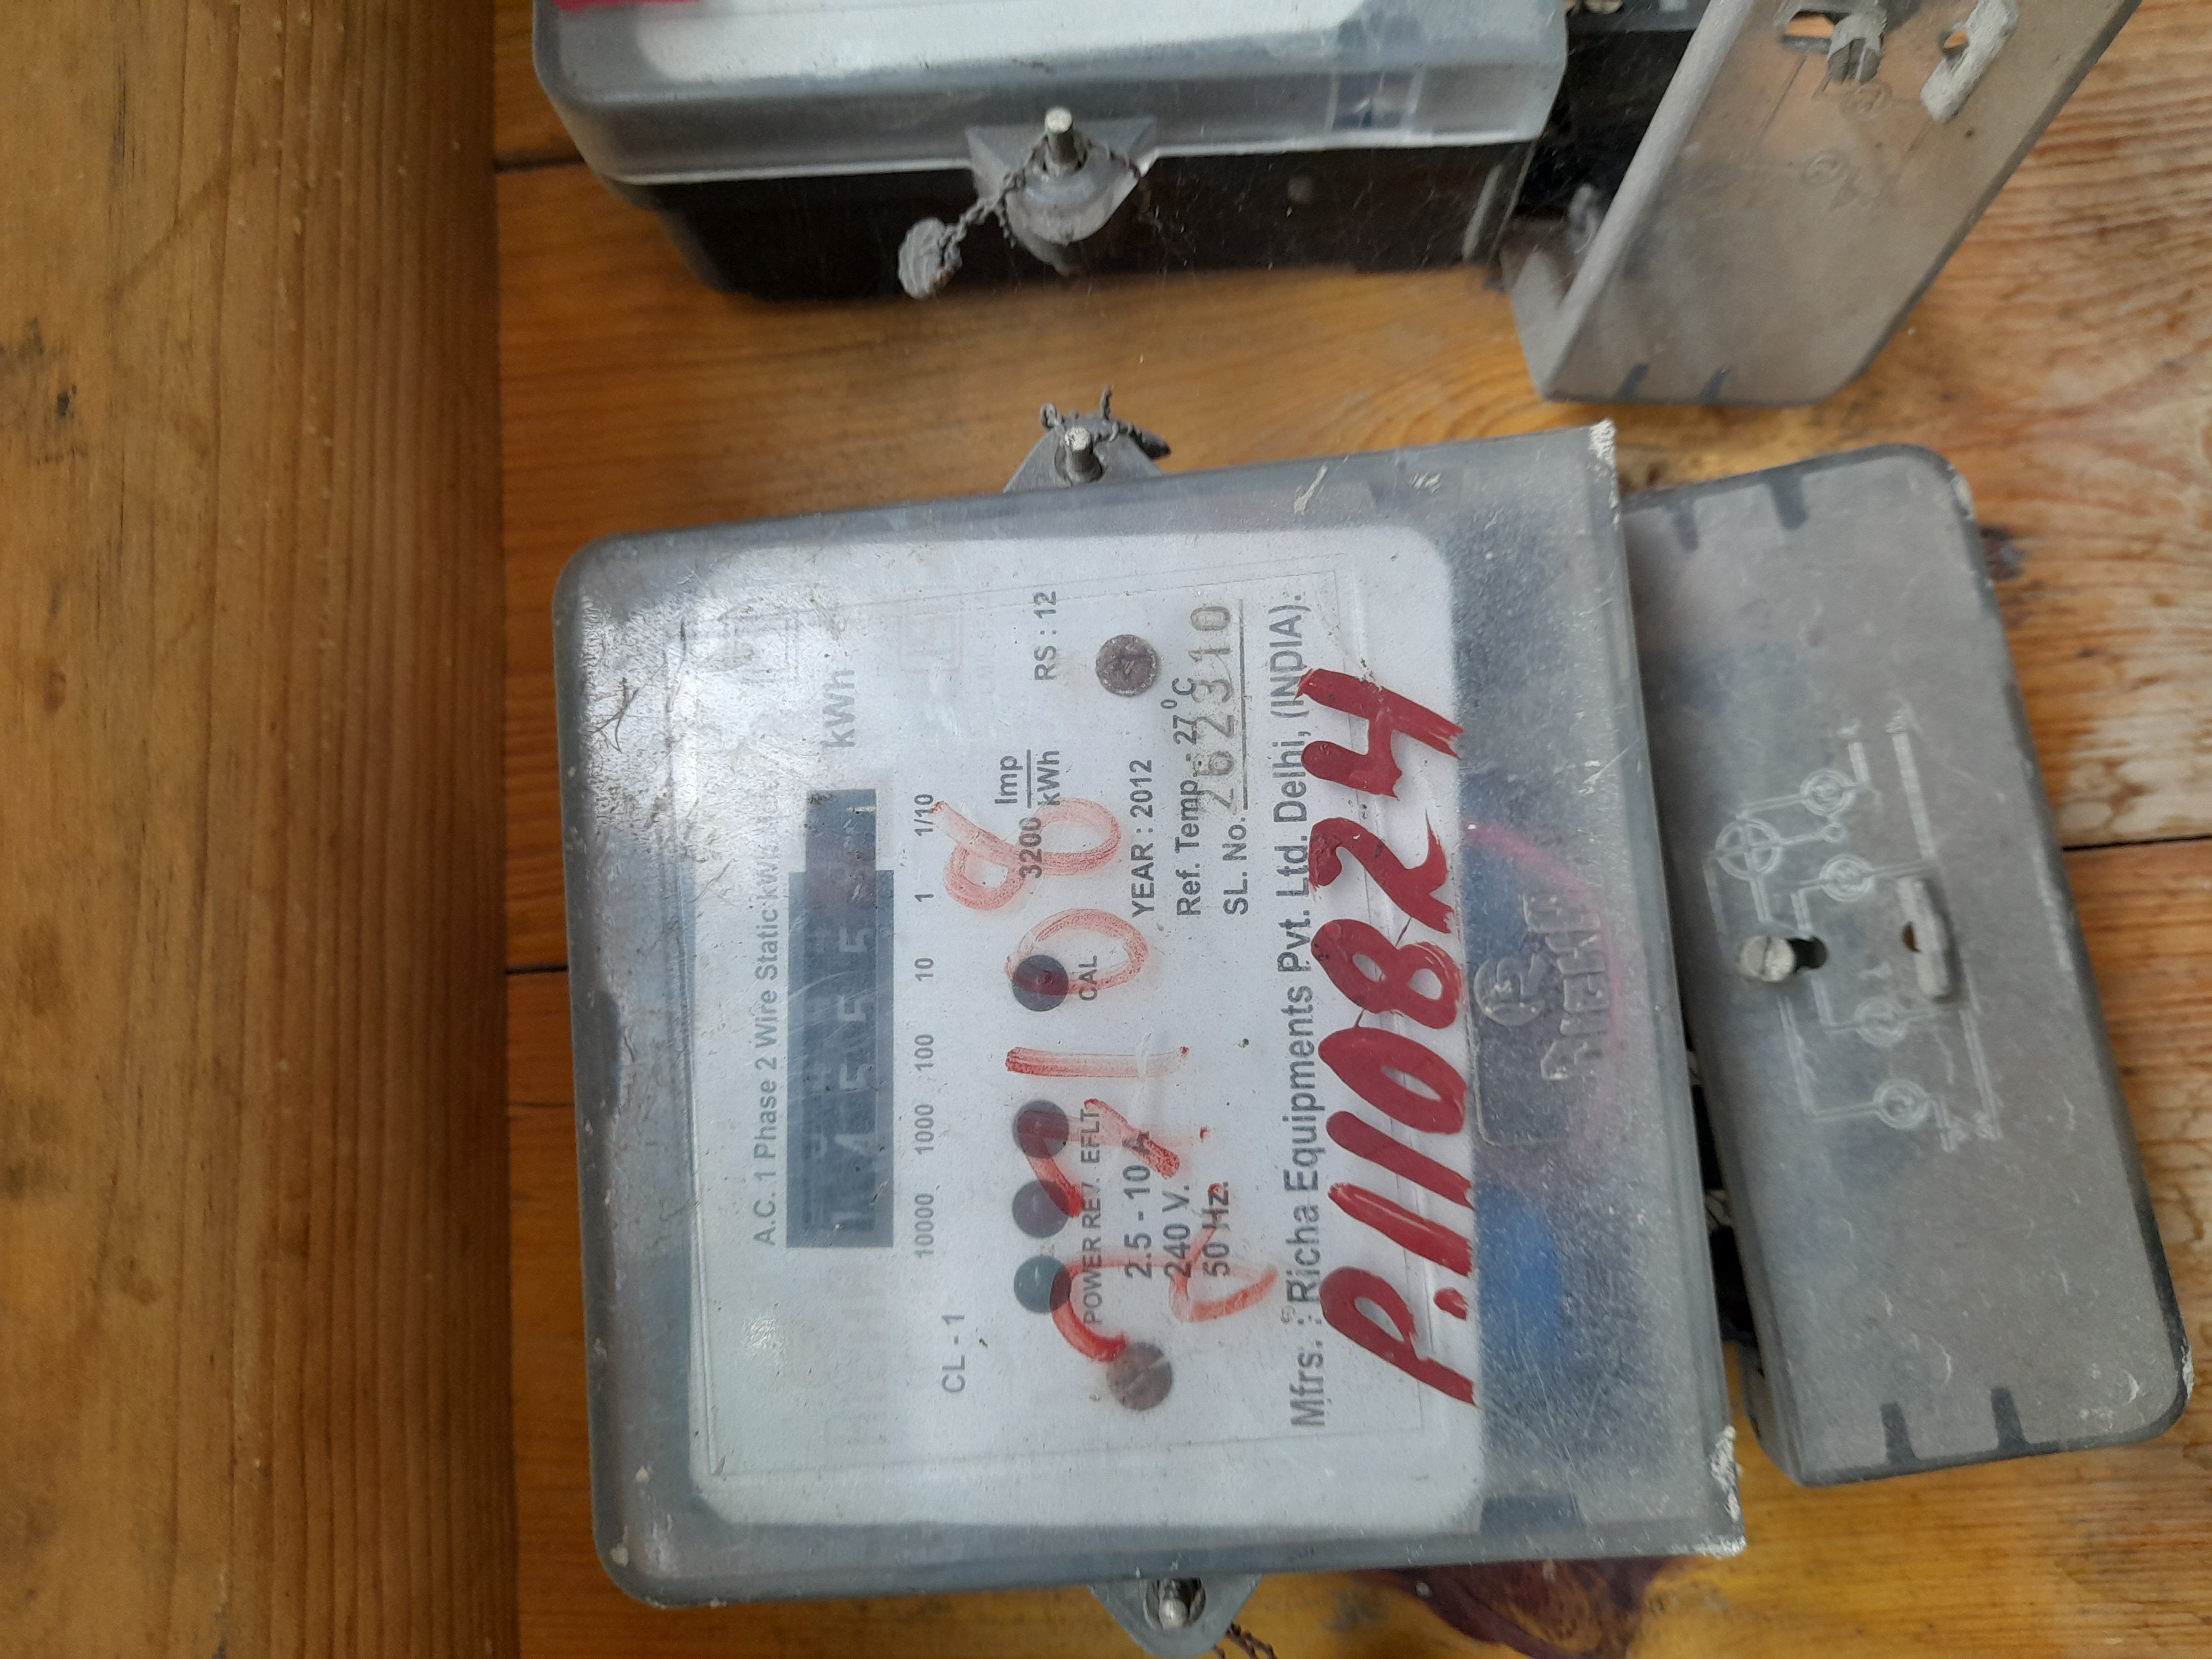 A.C. 1 Phase 2 Wire Static kWh
kWh
10000 1000 100 10 1 1/10
CL - 1
3200 Imp
kWh
RS : 12
POWER REV. EFLT CAL
2.5 - 10 A
YEAR : 2012
240 V.
Ref. Temp 27°C
50 Hz.
SL. No. 2623310
Mfrs. : Richa Equipments Pvt. Ltd. Delhi, (INDIA).
P.110824